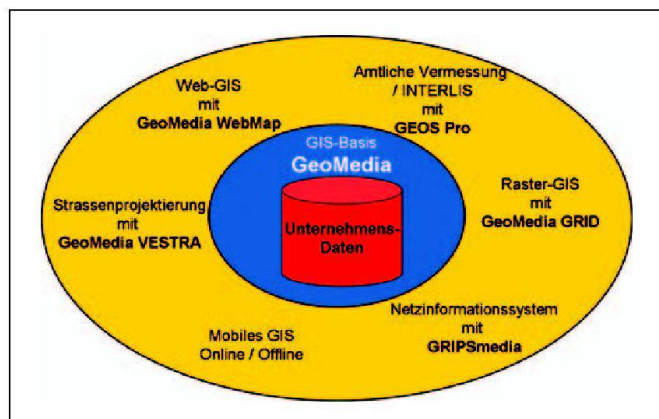 Web-GIS
mit
GeoMedia WebMap
Amtliche Vermessung
/ INTERLIS
mit
GEOS Pro
GIS-Basis
GeoMedia
Unternehmens-
Daten
Strassenprojektierung
mit
GeoMedia VESTRA
Raster-GIS
mit
GeoMedia GRID
Mobiles GIS
Online / Offline
Netzinformationssystem
mit
GRIPSmedia